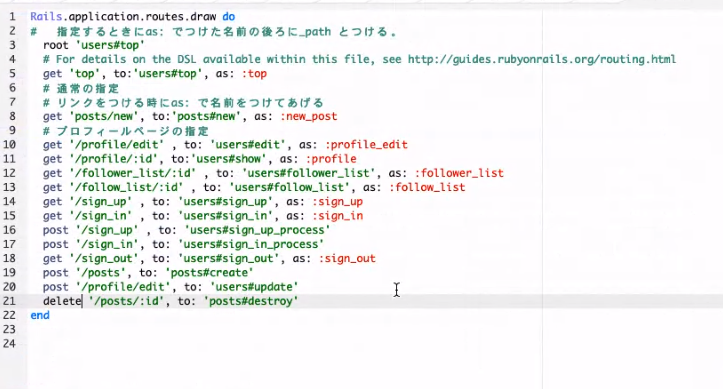 1 Rails.application.routes.draw do
2 #   指定するときにas: でつけた名前の後ろに_path とつける。
3   root 'users#top'
4   # For details on the DSL available within this file, see http://guides.rubyonrails.org/routing.html
5   get 'top', to:'users#top', as: :top
6   # 通常の指定
7   # リンクをつける時にas: で名前をつけてあげる
8   get 'posts/new', to:'posts#new', as: :new_post
9   # プロフィールページの指定
10   get '/profile/edit' , to: 'users#edit', as: :profile_edit
11   get '/profile/:id', to:'users#show', as: :profile
12   get '/follower_list/:id' , to: 'users#follower_list', as: :follower_list
13   get '/follow_list/:id' , to: 'users#follow_list', as: :follow_list
14   get '/sign_up' , to: 'users#sign_up', as: :sign_up
15   get '/sign_in' , to: 'users#sign_in', as: :sign_in
16   post '/sign_up' , to: 'users#sign_up_process'
17   post '/sign_in', to: 'users#sign_in_process'
18   get '/sign_out', to: 'users#sign_out', as: :sign_out
19   post '/posts', to: 'posts#create'
20   post '/profile/edit', to: 'users#update'
21   delete '/posts/:id', to: 'posts#destroy'
22 end
23
24